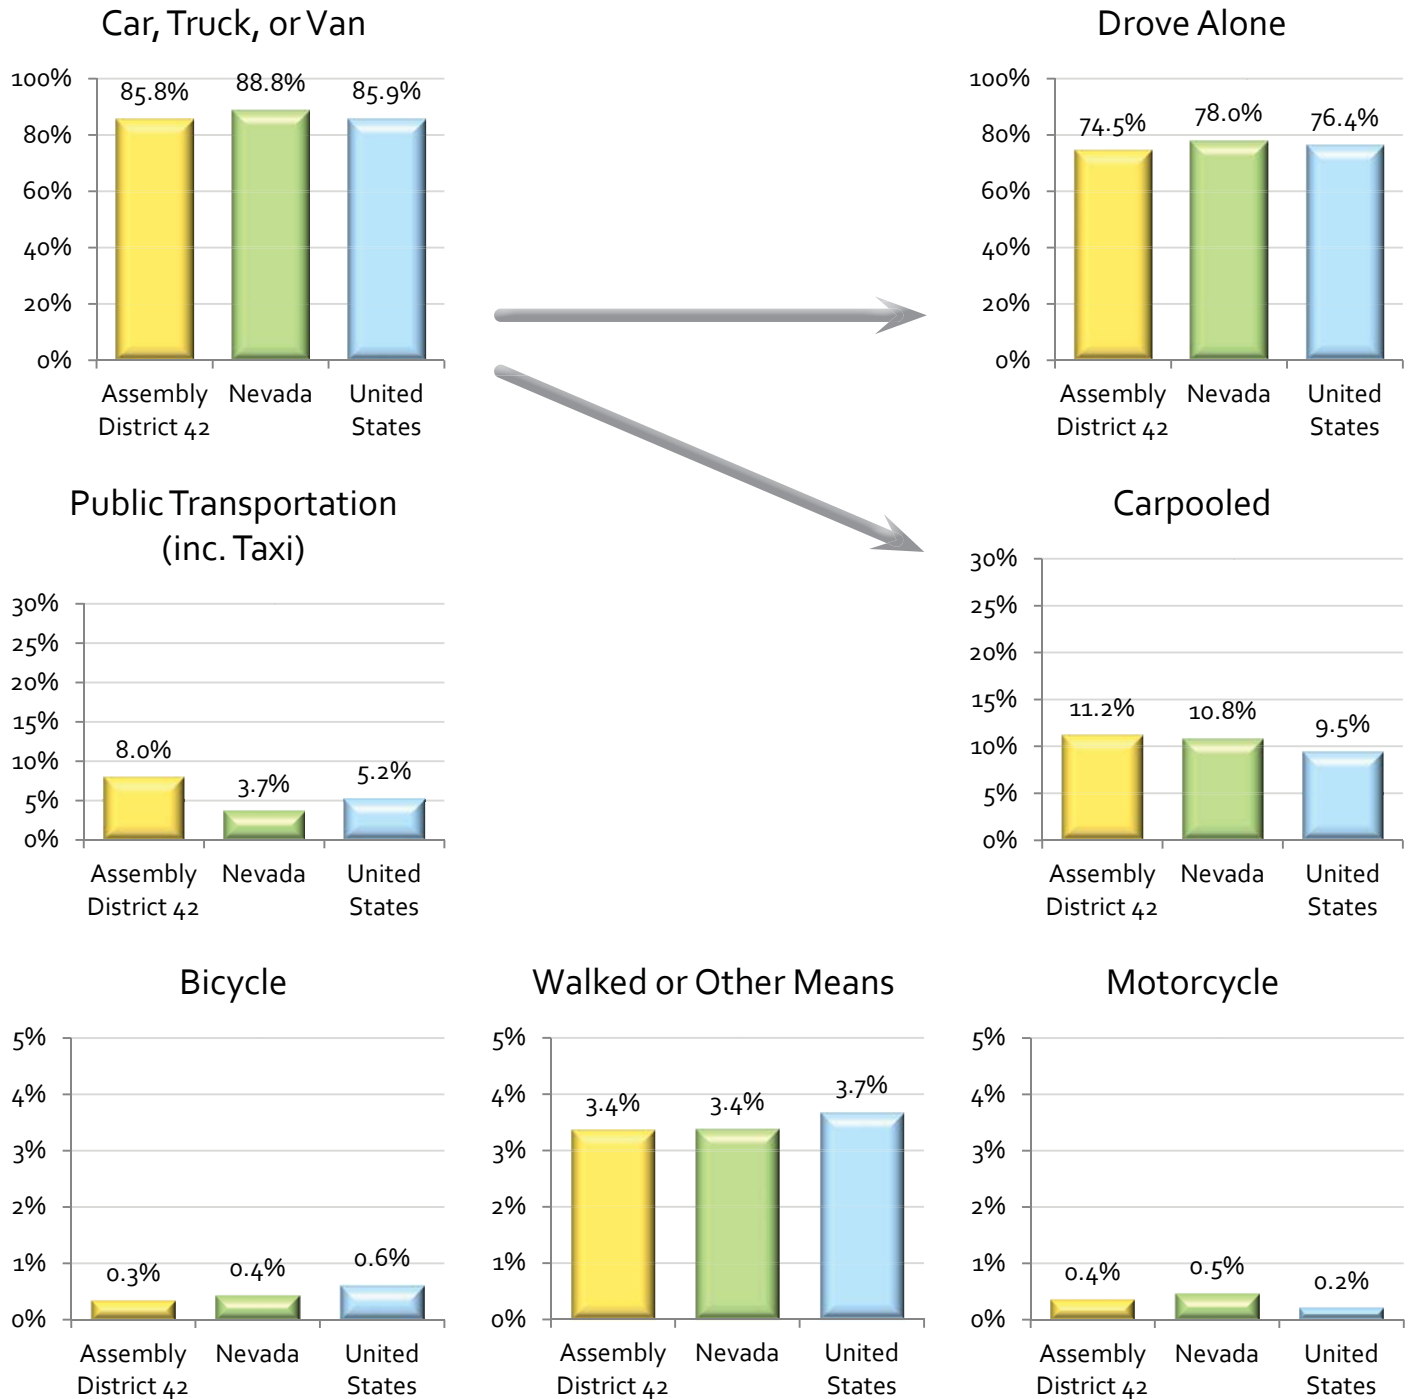 Car, Truck, or Van
100%
80%
60%
40%
20%
0%
85.8%
88.8%
85.9%
Assembly District 42
Nevada
United States
Drove Alone
100%
80%
60%
40%
20%
0%
74.5%
78.0%
76.4%
Assembly District 42
Nevada
United States
Public Transportation
(inc. Taxi)
30%
25%
20%
15%
10%
5%
0%
8.0%
3.7%
5.2%
Assembly District 42
Nevada
United States
Carpooled
30%
25%
20%
15%
10%
5%
0%
11.2%
10.8%
9.5%
Assembly District 42
Nevada
United States
Bicycle
5%
4%
3%
2%
1%
0%
0.3%
0.4%
0.6%
Assembly District 42
Nevada
United States
Walked or Other Means
5%
4%
3%
2%
1%
0%
3.4%
3.4%
3.7%
Assembly District 42
Nevada
United States
Motorcycle
5%
4%
3%
2%
1%
0%
0.4%
0.5%
0.2%
Assembly District 42
Nevada
United States